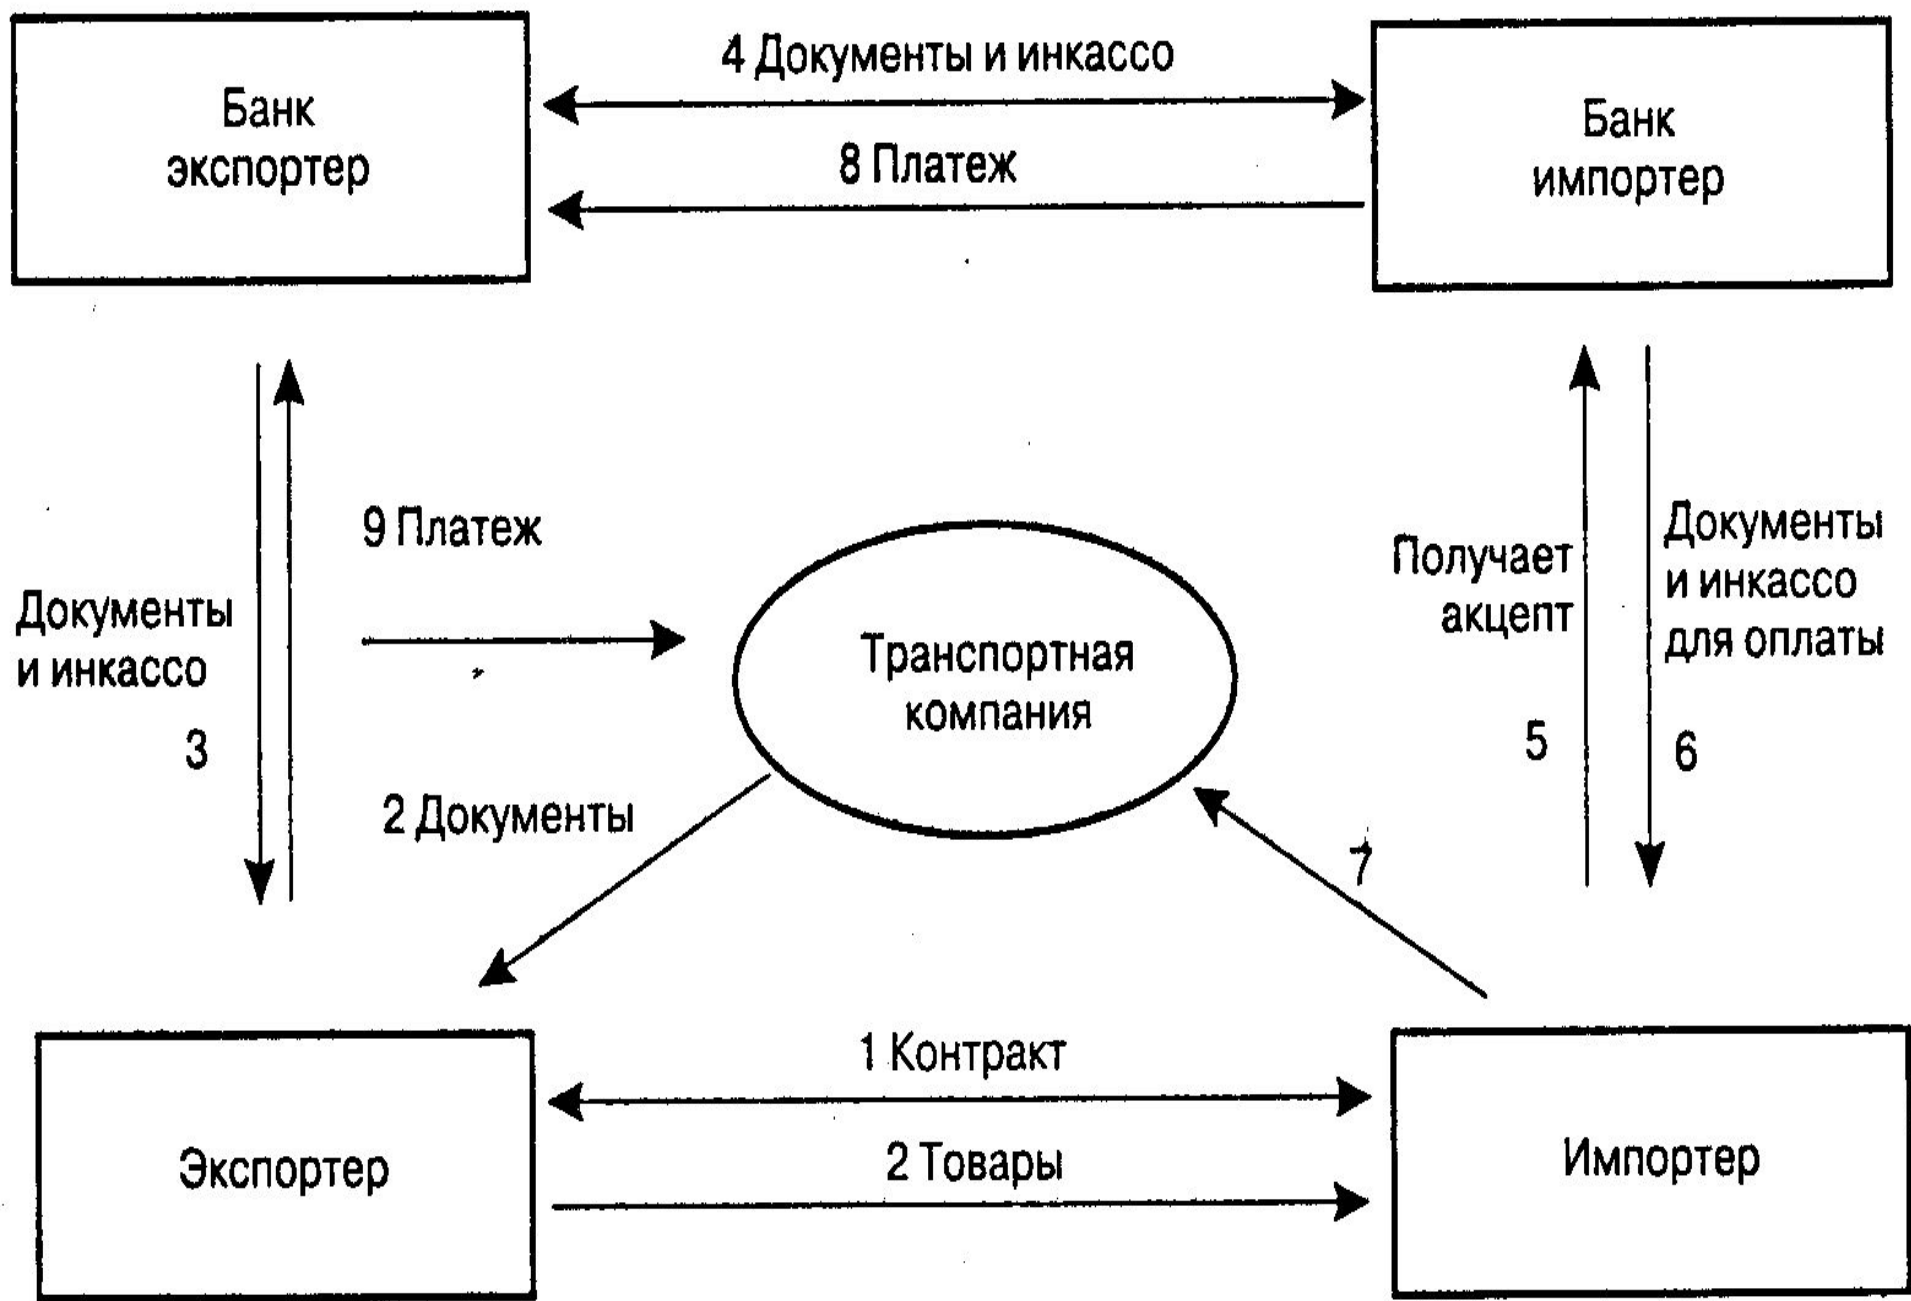 4 Документы и инкассо
Банк
экспортер
8 Платеж
Банк
импортер
9 Платеж
Документы
и инкассо
3
Транспортная
компания
Получает
акцепт
5
Документы
и инкассо
для оплаты
6
2 Документы
7
1 Контракт
Экспортер
2 Товары
Импортер